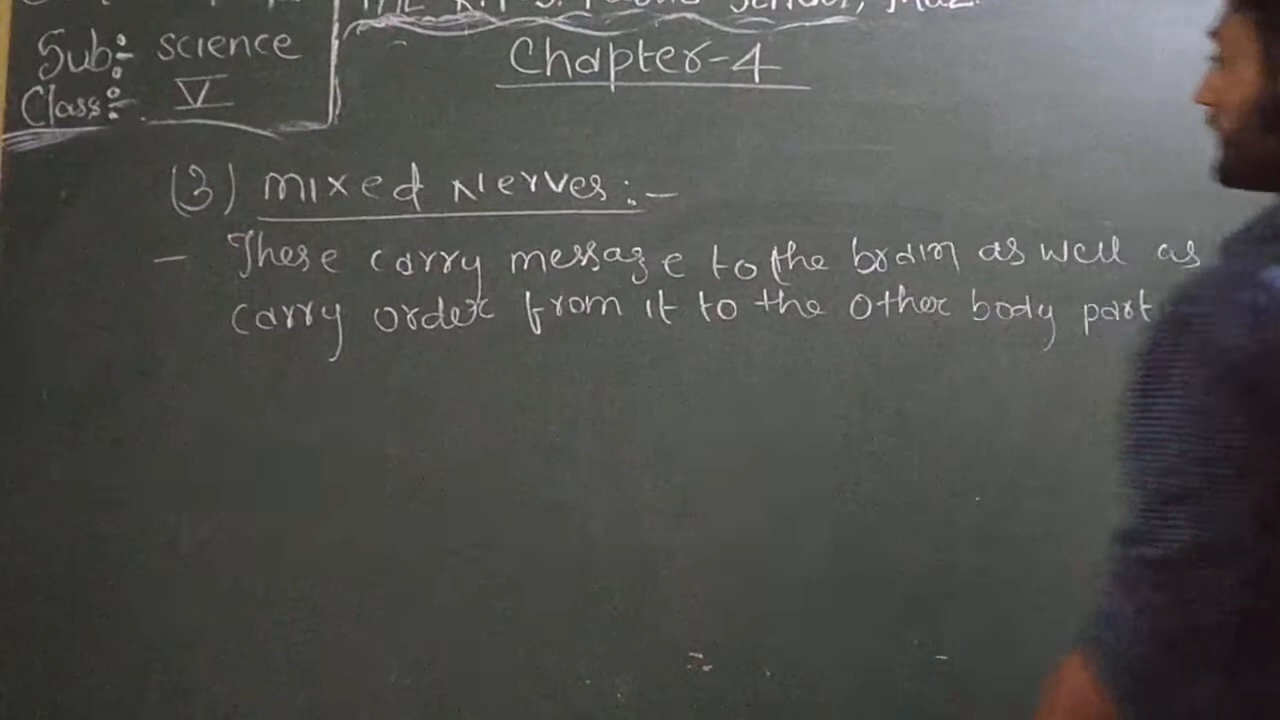 Sub:- science
Class:- V
Chapter-4
(3) mixed Nerves:-
- These carry message to the brain as well as
carry order from it to the other body part